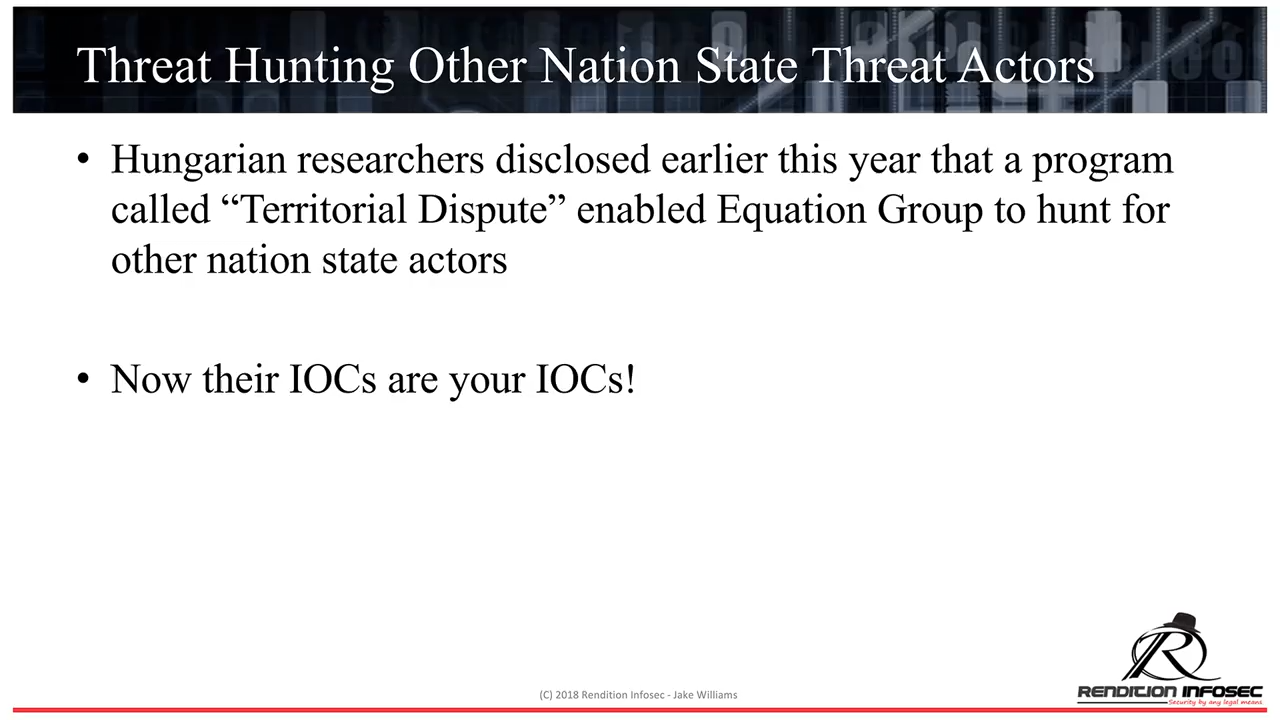 Threat Hunting Other Nation State Threat Actors
• Hungarian researchers disclosed earlier this year that a program
called “Territorial Dispute” enabled Equation Group to hunt for
other nation state actors
• Now their IOCs are your IOCs!
(C) 2018 Rendition Infosec - Jake Williams
R
RENDITION INFOSEC
Security by any legal means